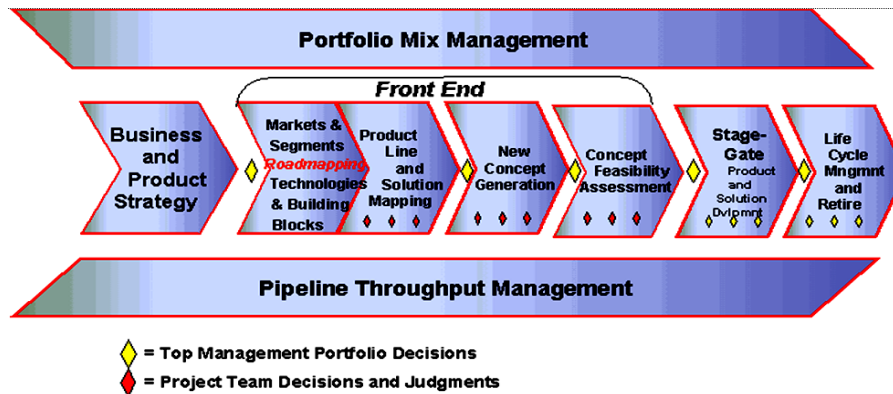 Portfolio Mix Management
Front End
Business
and
Product
Strategy
Markets &
Segments
Roadmapping
Technologies
& Building
Blocks
Product
Line
and
Solution
Mapping
New
Concept
Generation
Concept
Feasibility
Assessment
Stage-
Gate
Product
and
Solution
Dvlpmnt
Life
Cycle
Mngmnt
and
Retire
Pipeline Throughput Management
= Top Management Portfolio Decisions
= Project Team Decisions and Judgments